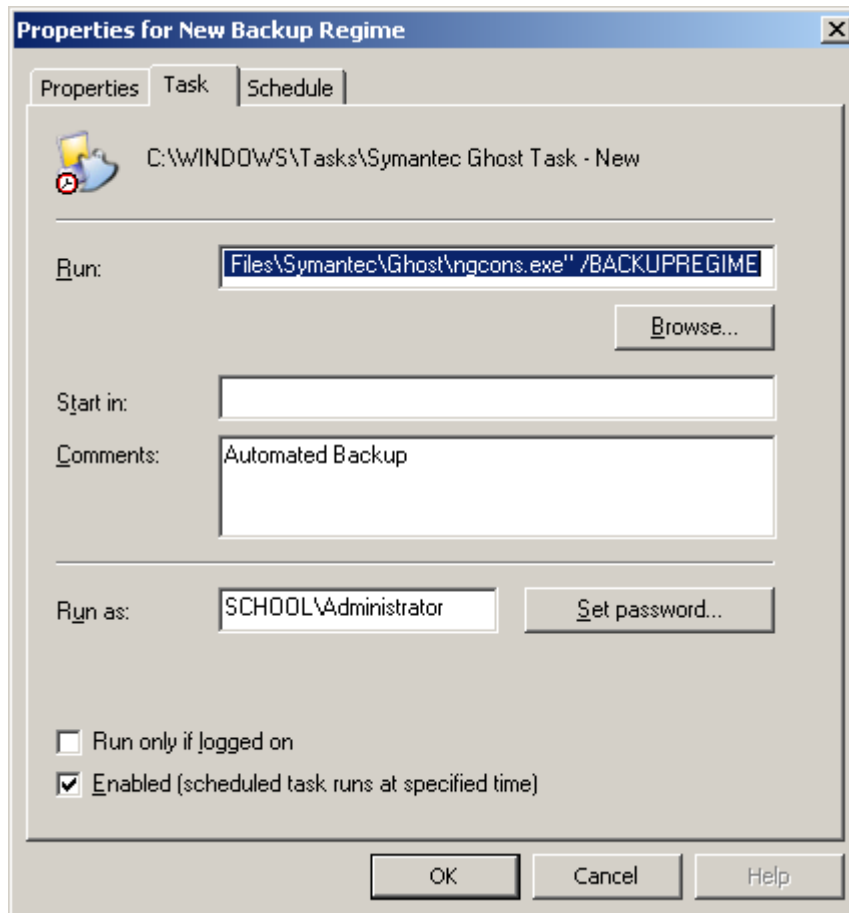 Properties for New Backup Regime
Properties Task Schedule
C:\WINDOWS\Tasks\Symantec Ghost Task - New
Run: Files\Symantec\Ghost\ngcons.exe" /BACKUPREGIME
Browse...
Start in:
Comments: Automated Backup
Run as: SCHOOL\Administrator Set password...
Run only if logged on
Enabled (scheduled task runs at specified time)
OK Cancel Help